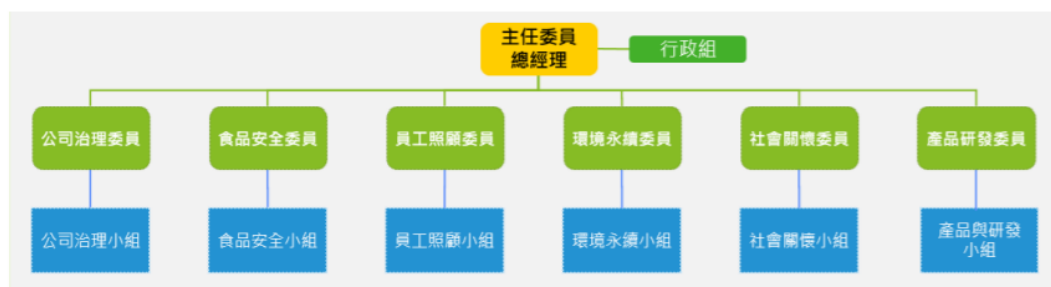 主任委員
總經理
行政組
公司治理委員
食品安全委員
員工照顧委員
環境永續委員
社會關懷委員
產品研發委員
公司治理小組
食品安全小組
員工照顧小組
環境永續小組
社會關懷小組
產品與研發
小組